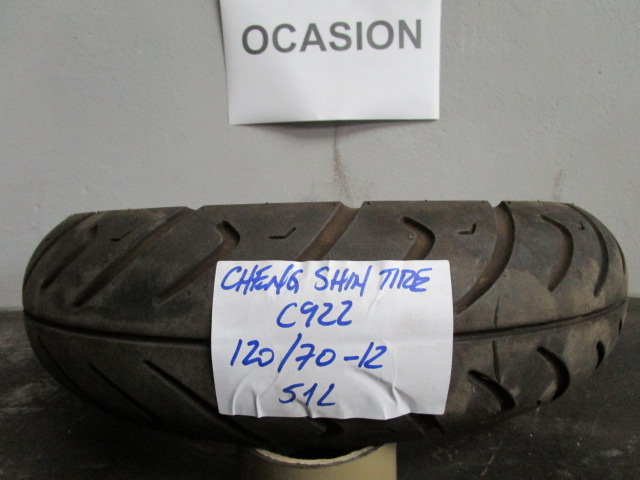 OCASION
CHENG SHIN TIRE
C922
120/70-12
51L